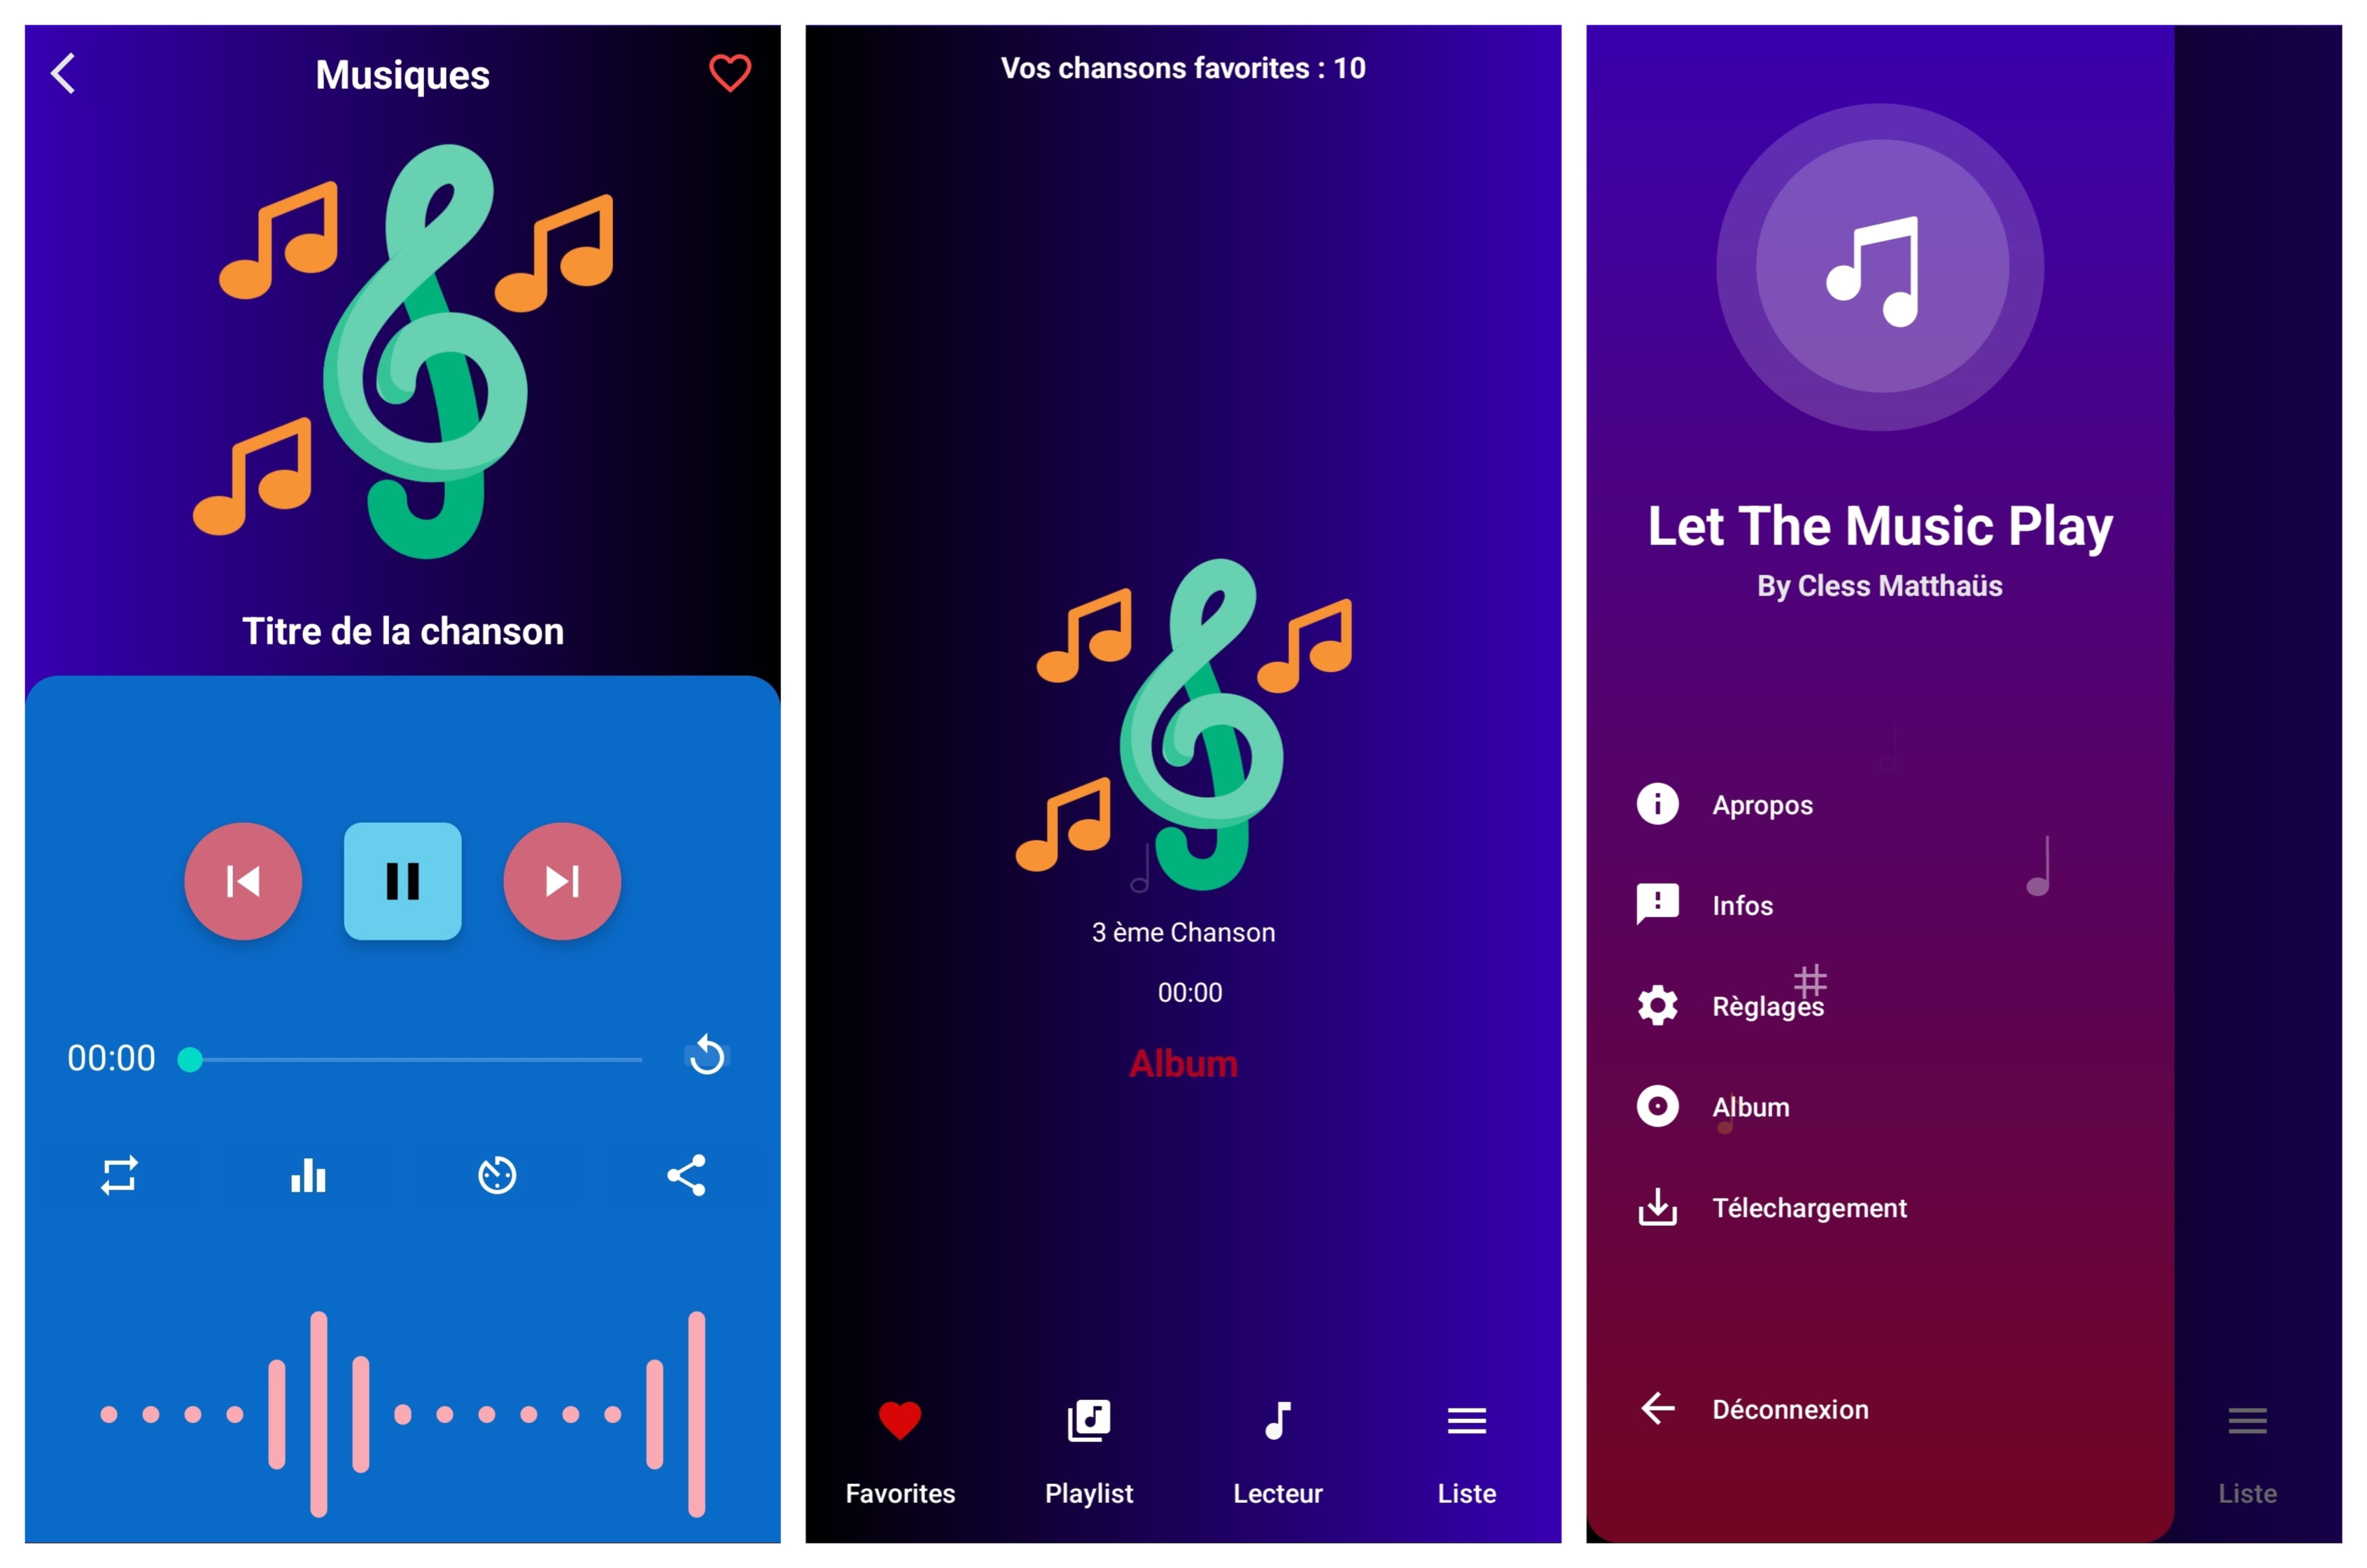 Musiques
Titre de la chanson
00:00
Vos chansons favorites : 10
3 ème Chanson
00:00
Album
Favorites
Playlist
Lecteur
Liste
Let The Music Play
By Cless Matthaüs
Apropos
Infos
Règlages
Album
Télechargement
Déconnexion
Liste